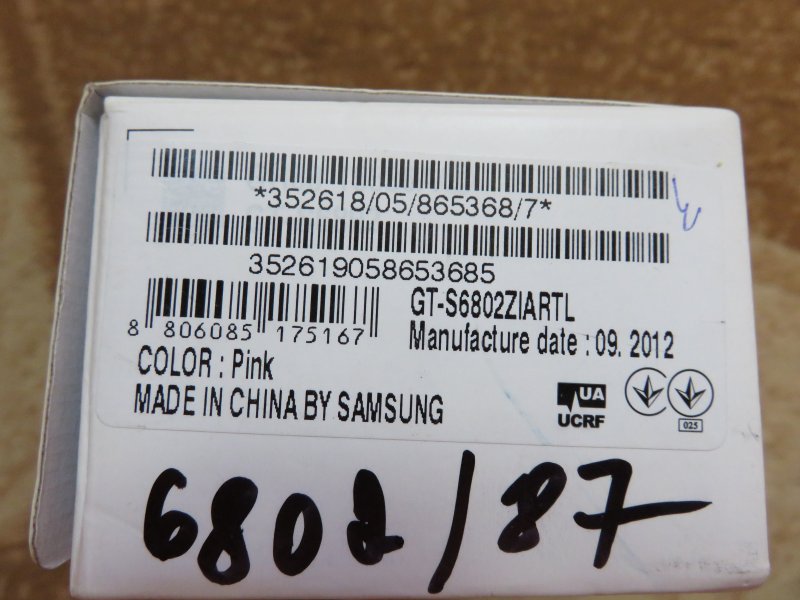 *352618/05/865368/7*
352619058653685
GT-S6802ZIARTL
8 806085 175167
Manufacture date : 09. 2012
COLOR : Pink
MADE IN CHINA BY SAMSUNG
UA
UCRF
025
6802/87